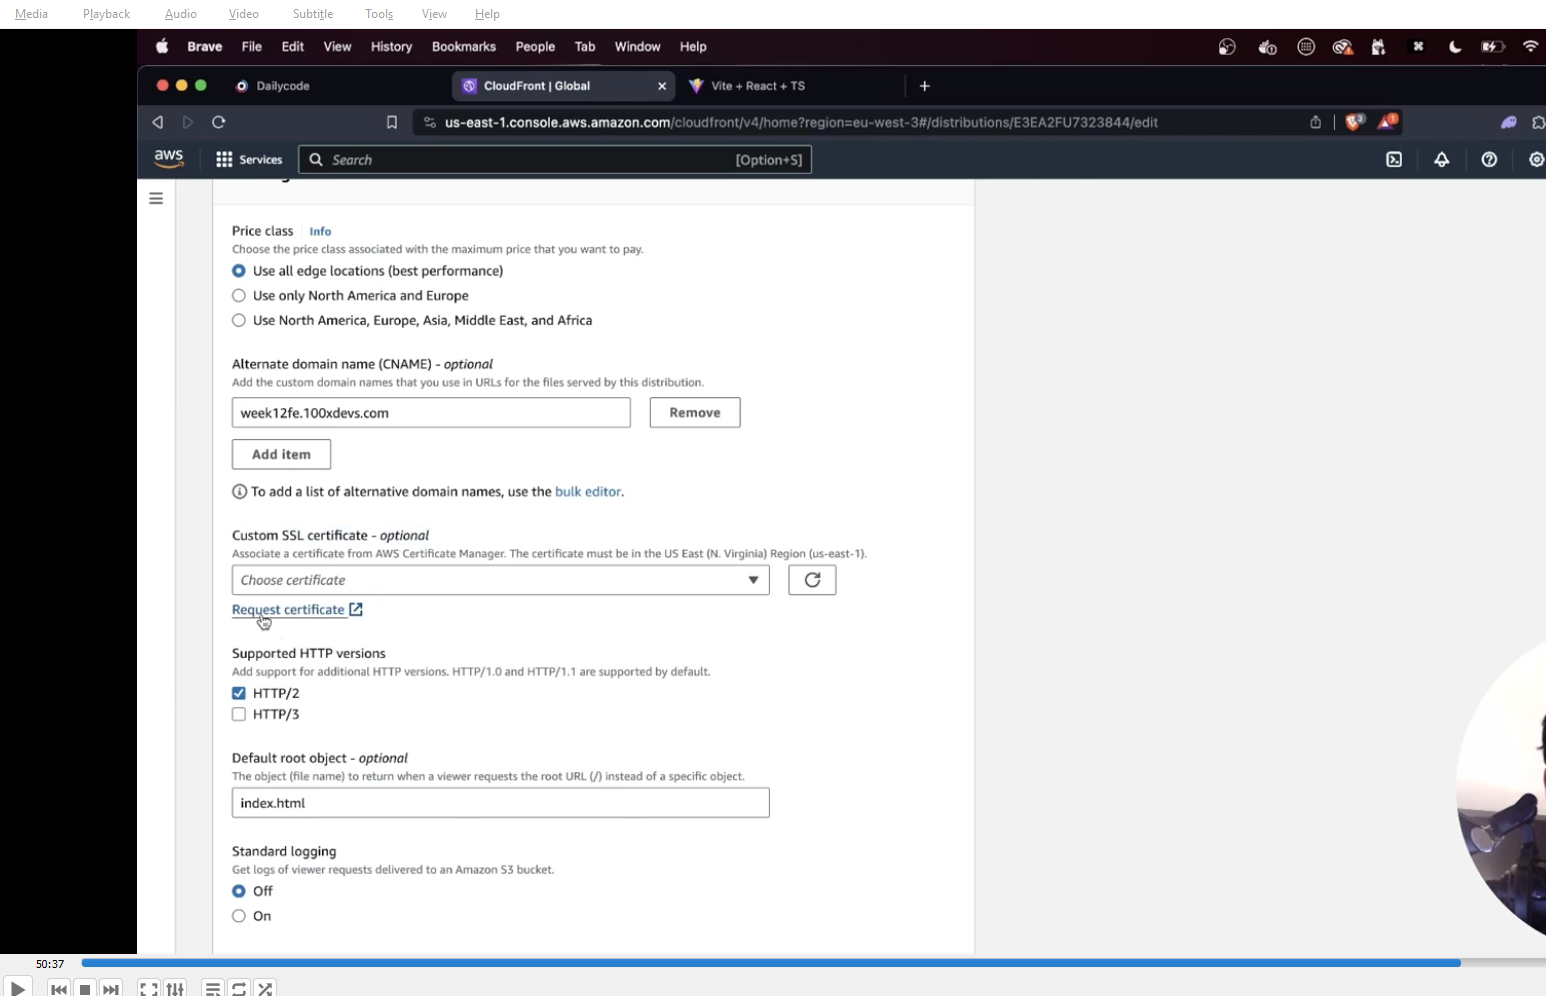 Media Playback Audio Video Subtitle Tools View Help
Brave File Edit View History Bookmarks People Tab Window Help
Dailycode CloudFront | Global Vite + React + TS
us-east-1.console.aws.amazon.com/cloudfront/v4/home?region=eu-west-3#/distributions/E3EA2FU7323844/edit 3 1
aws Services Search [Option+S]
Price class Info
Choose the price class associated with the maximum price that you want to pay.
Use all edge locations (best performance)
Use only North America and Europe
Use North America, Europe, Asia, Middle East, and Africa
Alternate domain name (CNAME) - optional
Add the custom domain names that you use in URLs for the files served by this distribution.
week12fe.100xdevs.com Remove
Add item
To add a list of alternative domain names, use the bulk editor.
Custom SSL certificate - optional
Associate a certificate from AWS Certificate Manager. The certificate must be in the US East (N. Virginia) Region (us-east-1).
Choose certificate
Request certificate
Supported HTTP versions
Add support for additional HTTP versions. HTTP/1.0 and HTTP/1.1 are supported by default.
HTTP/2
HTTP/3
Default root object - optional
The object (file name) to return when a viewer requests the root URL (/) instead of a specific object.
index.html
Standard logging
Get logs of viewer requests delivered to an Amazon S3 bucket.
Off
On
50:37